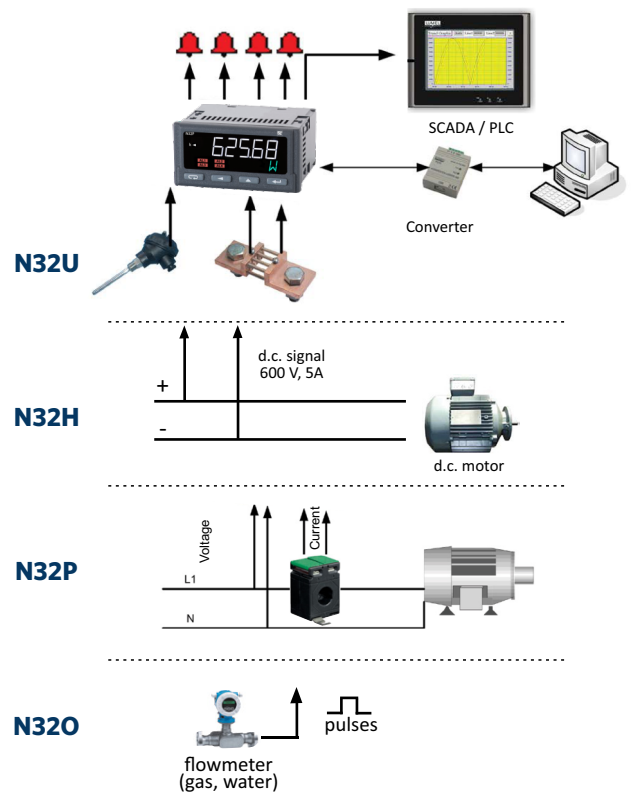 LUMEL
SCADA / PLC
625.68
W
Converter
N32U
d.c. signal
600 V, 5A
+
-
N32H
d.c. motor
Voltage
Current
L1
N
N32P
N32O
pulses
flowmeter
(gas, water)